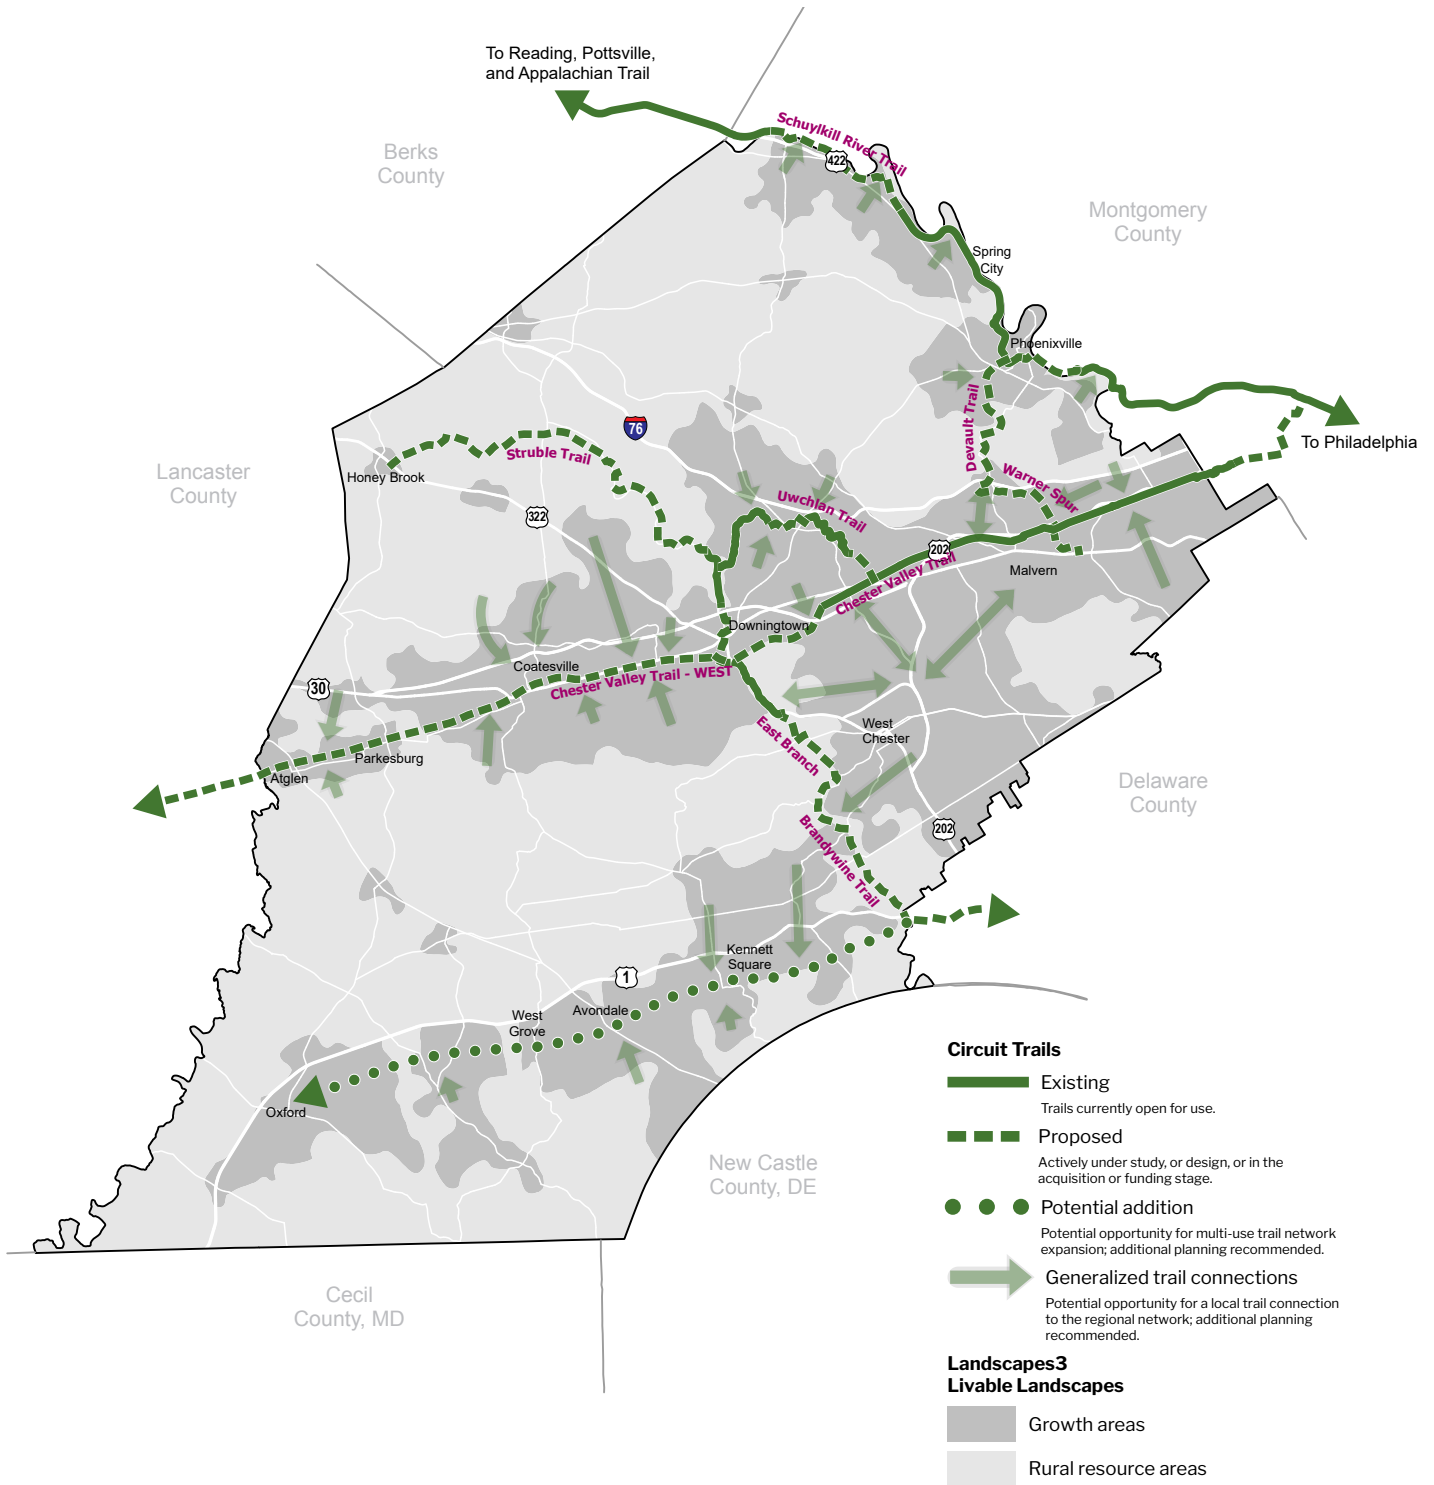 To Reading, Pottsville,
and Appalachian Trail
Schuylkill River Trail
422
Berks
County
Montgomery
County
Spring
City
Phoenixville
To Philadelphia
Devault Trail
76
Struble Trail
Honey Brook
Lancaster
County
Warner Spur
Uwchlan Trail
322
202
Chester Valley Trail
Malvern
Downingtown
Coatesville
Chester Valley Trail - WEST
30
West
Chester
East Branch
Parkesburg
Atglen
Delaware
County
202
Brandywine Trail
Kennett
Square
1
West
Grove
Avondale
Oxford
New Castle
County, DE
Cecil
County, MD
Circuit Trails
Existing
Trails currently open for use.
Proposed
Actively under study, or design, or in the
acquisition or funding stage.
Potential addition
Potential opportunity for multi-use trail network
expansion; additional planning recommended.
Generalized trail connections
Potential opportunity for a local trail connection
to the regional network; additional planning
recommended.
Landscapes3
Livable Landscapes
Growth areas
Rural resource areas